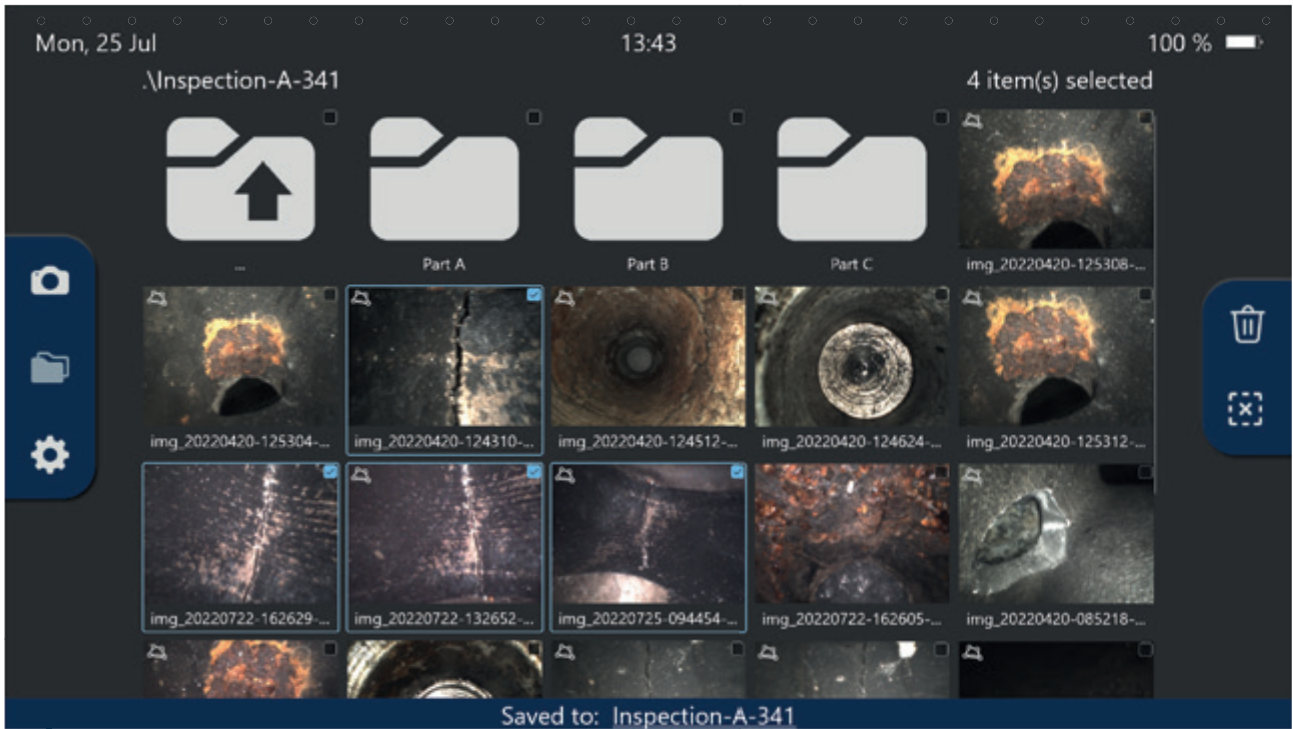 Mon, 25 Jul 13:43 100 %
.\Inspection-A-341 4 item(s) selected
... Part A Part B Part C img_20220420-125308-...
img_20220420-125304-... img_20220420-124310-... img_20220420-124512-... img_20220420-124624-... img_20220420-125312-...
img_20220722-162629-... img_20220722-132652-... img_20220725-094454-... img_20220722-162605-... img_20220420-085218-...
Saved to: Inspection-A-341